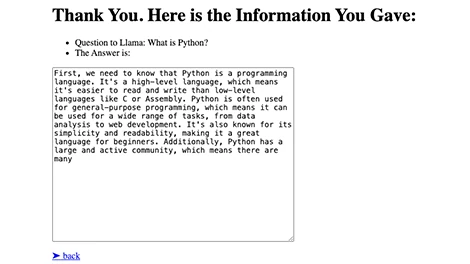 Thank You. Here is the Information You Gave:
• Question to Llama: What is Python?
• The Answer is:
First, we need to know that Python is a programming
language. It's a high-level language, which means
it's easier to read and write than low-level
languages like C or Assembly. Python is often used
for general-purpose programming, which means it can
be used for a wide range of tasks, from data
analysis to web development. It's also known for its
simplicity and readability, making it a great
language for beginners. Additionally, Python has a
large and active community, which means there are
many
➤ back